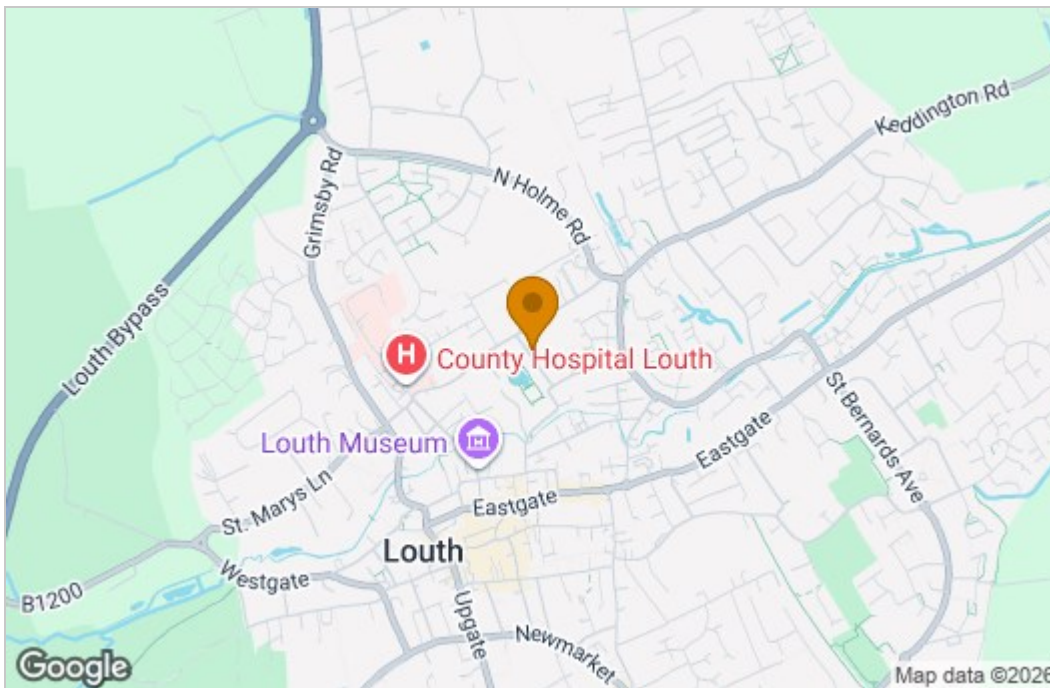 Keddington Rd
N Holme Rd
Grimsby Rd
Louth Bypass
H
County Hospital Louth
St Bernards Ave
Louth Museum
Eastgate
Eastgate
St. Marys Ln
Louth
Westgate
B1200
Upgate
Newmarket
Google
Map data ©2026